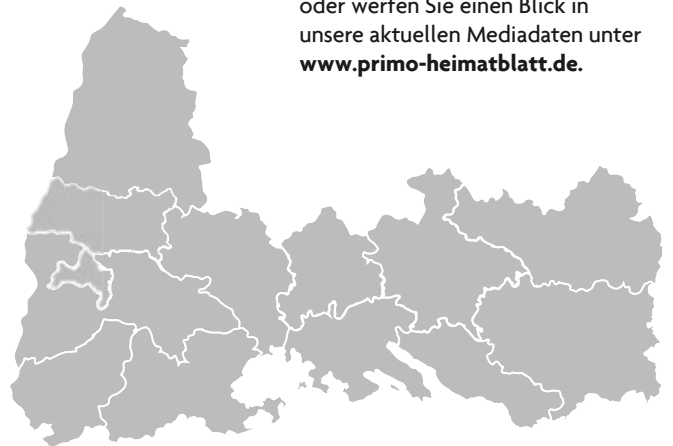 oder werfen Sie einen Blick in
unsere aktuellen Mediadaten unter
www.primo-heimatblatt.de.